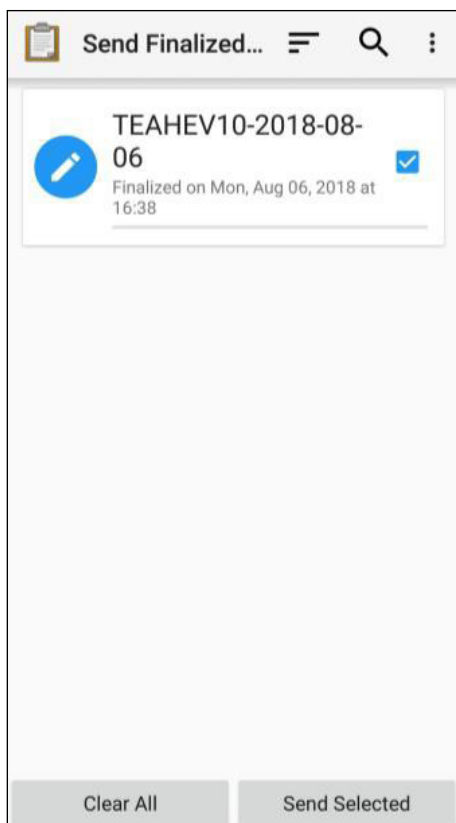 Send Finalized...
TEAHEV10-2018-08-
06
Finalized on Mon, Aug 06, 2018 at
16:38
Clear All
Send Selected